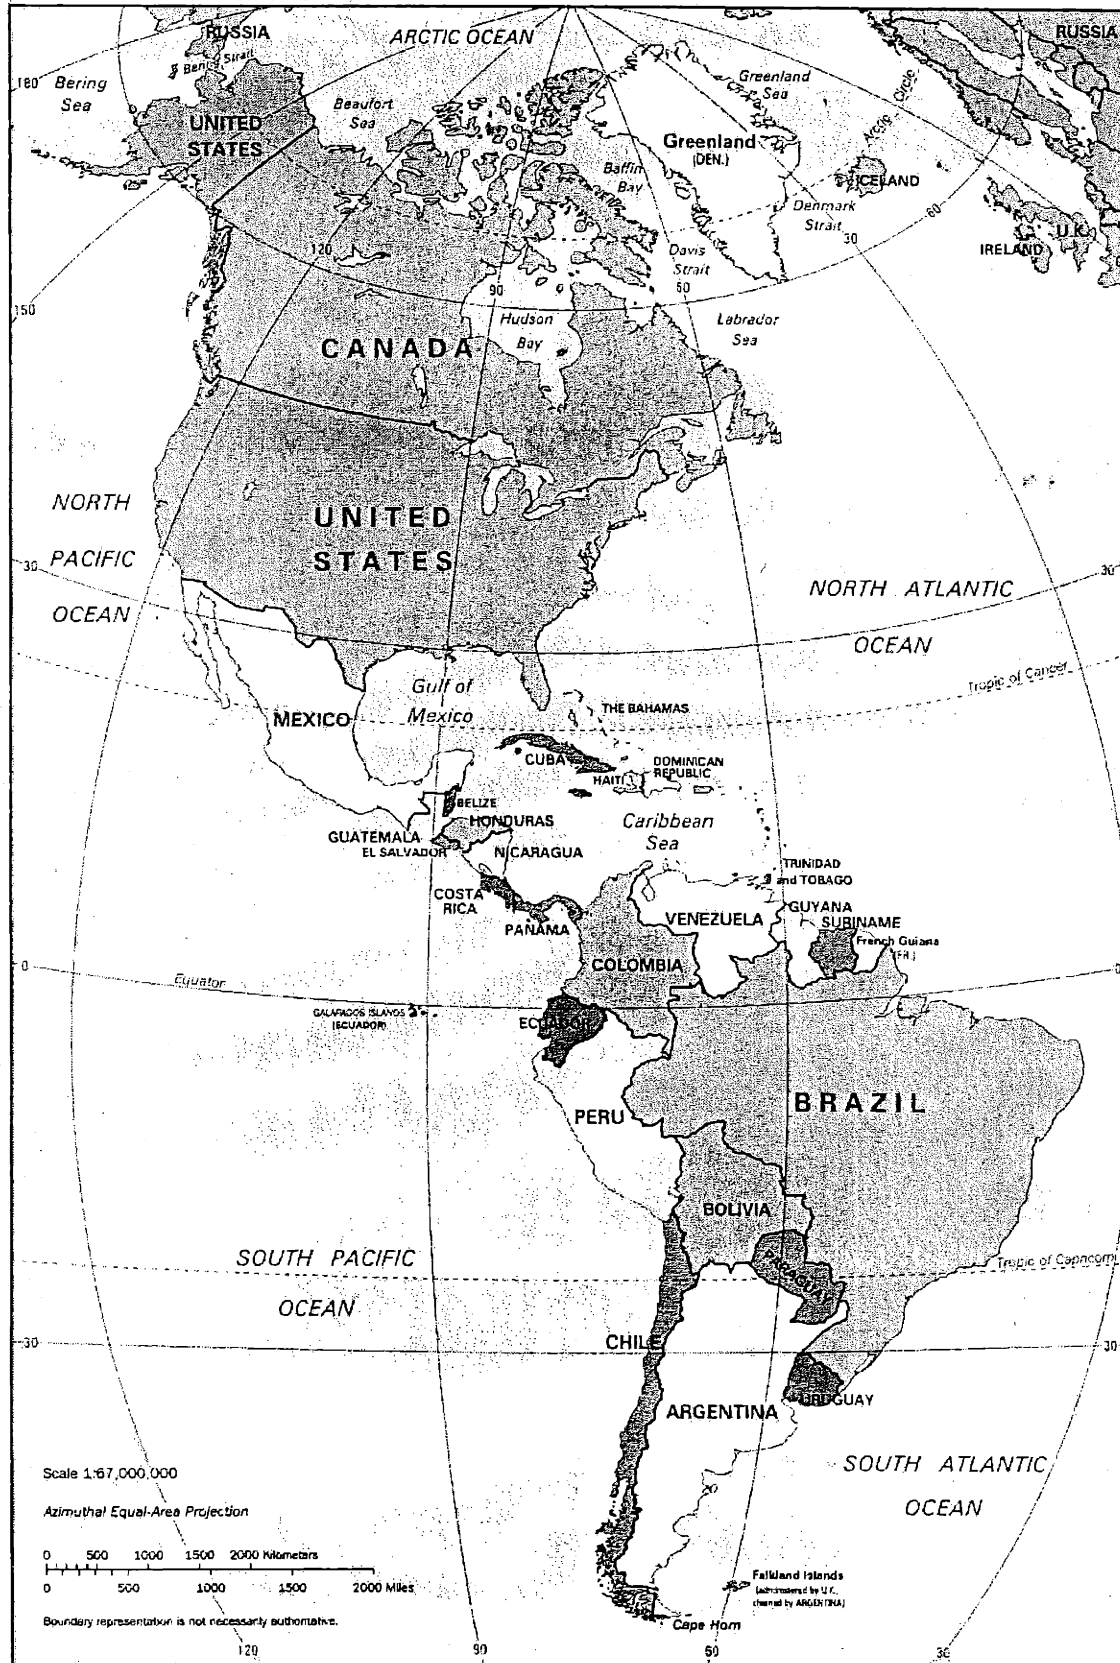 RUSSIA
ARCTIC OCEAN
RUSSIA
180
Bering
Sea
Bering Strait
Beaufort
Sea
Greenland
Sea
Arctic Circle
UNITED
STATES
Greenland
(DEN.)
Baffin
Bay
ICELAND
Denmark
Strait
60
U.K.
IRELAND
120
Davis
Strait
30
90
60
0
150
Hudson
Bay
Labrador
Sea
CANADA
NORTH
PACIFIC
OCEAN
UNITED
STATES
30
30
NORTH ATLANTIC
OCEAN
Tropic of Cancer
Gulf of
Mexico
MEXICO
THE BAHAMAS
CUBA
DOMINICAN
REPUBLIC
HAITI
BELIZE
HONDURAS
GUATEMALA
EL SALVADOR
NICARAGUA
Caribbean
Sea
COSTA
RICA
PANAMA
TRINIDAD
and TOBAGO
VENEZUELA
GUYANA
SURINAME
French Guiana
(FR.)
COLOMBIA
0
0
Equator
GALAPAGOS ISLANDS
(ECUADOR)
ECUADOR
BRAZIL
PERU
BOLIVIA
SOUTH PACIFIC
OCEAN
PARAGUAY
Tropic of Capricorn
30
30
CHILE
URUGUAY
ARGENTINA
SOUTH ATLANTIC
OCEAN
Scale 1:67,000,000
Azimuthal Equal-Area Projection
0 500 1000 1500 2000 Kilometers
0 500 1000 1500 2000 Miles
Boundary representation is not necessarily authoritative.
Falkland Islands
(administered by U.K.,
claimed by ARGENTINA)
Cape Horn
120
90
60
30